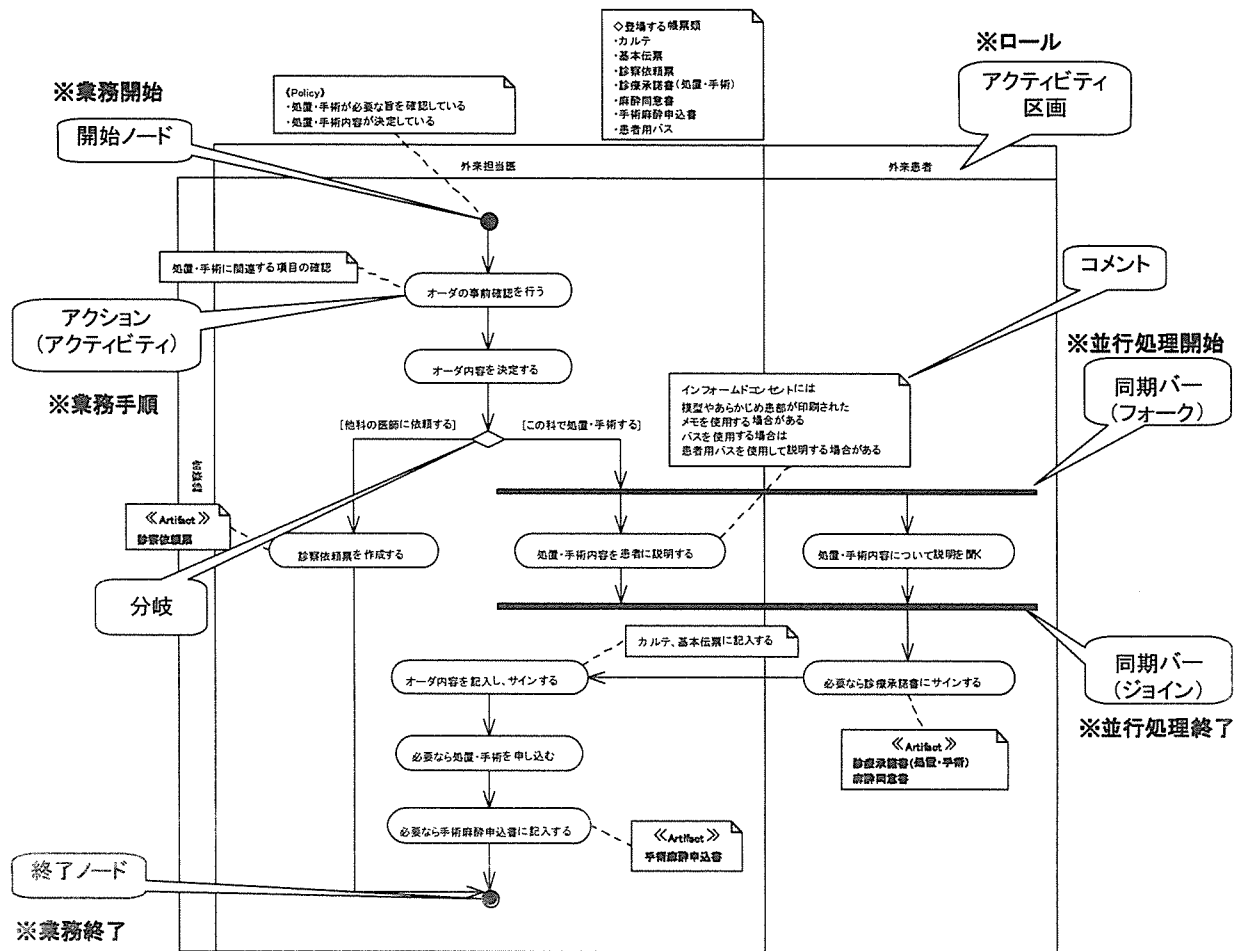 ◇登場する帳票類
・カルテ
・基本伝票
・診察依頼票
・診療承諾書(処置・手術)
・麻酔同意書
・手術麻酔申込書
・患者用パス
※ロール
アクティビティ
区画
※業務開始
開始ノード
《Policy》
・処置・手術が必要な旨を確認している
・処置・手術内容が決定している
外来担当医
外来患者
処置・手術に関連する項目の確認
オーダの事前確認を行う
コメント
アクション
(アクティビティ)
※業務手順
オーダ内容を決定する
※並行処理開始
同期バー
(フォーク)
インフォームドコンセントには
模型やあらかじめ患部が印刷された
メモを使用する場合がある
パスを使用する場合は
患者用パスを使用して説明する場合がある
[他科の医師に依頼する]
[この科で処置・手術する]
≪Artifact≫
診察依頼票
診察依頼票を作成する
処置・手術内容を患者に説明する
処置・手術内容について説明を聞く
分岐
カルテ、基本伝票に記入する
オーダ内容を記入し、サインする
必要なら診療承諾書にサインする
同期バー
(ジョイン)
※並行処理終了
≪Artifact≫
診療承諾書(処置・手術)
麻酔同意書
必要なら処置・手術を申し込む
必要なら手術麻酔申込書に記入する
≪Artifact≫
手術麻酔申込書
終了ノード
※業務終了